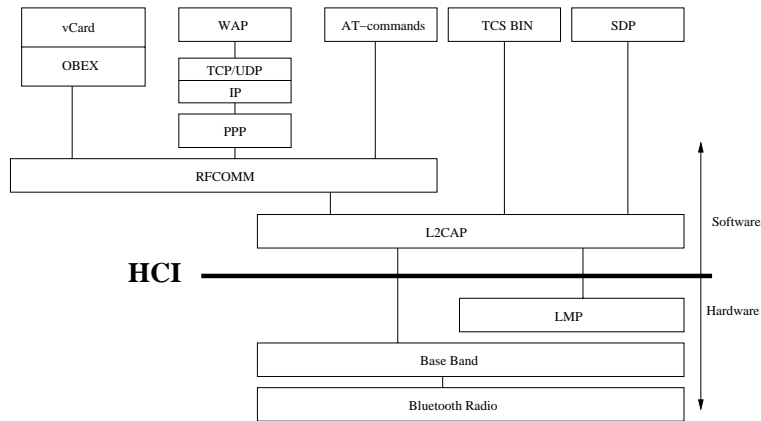 vCard
WAP
AT−commands
TCS BIN
SDP
OBEX
TCP/UDP
IP
PPP
RFCOMM
L2CAP
Software
HCI
Hardware
LMP
Base Band
Bluetooth Radio